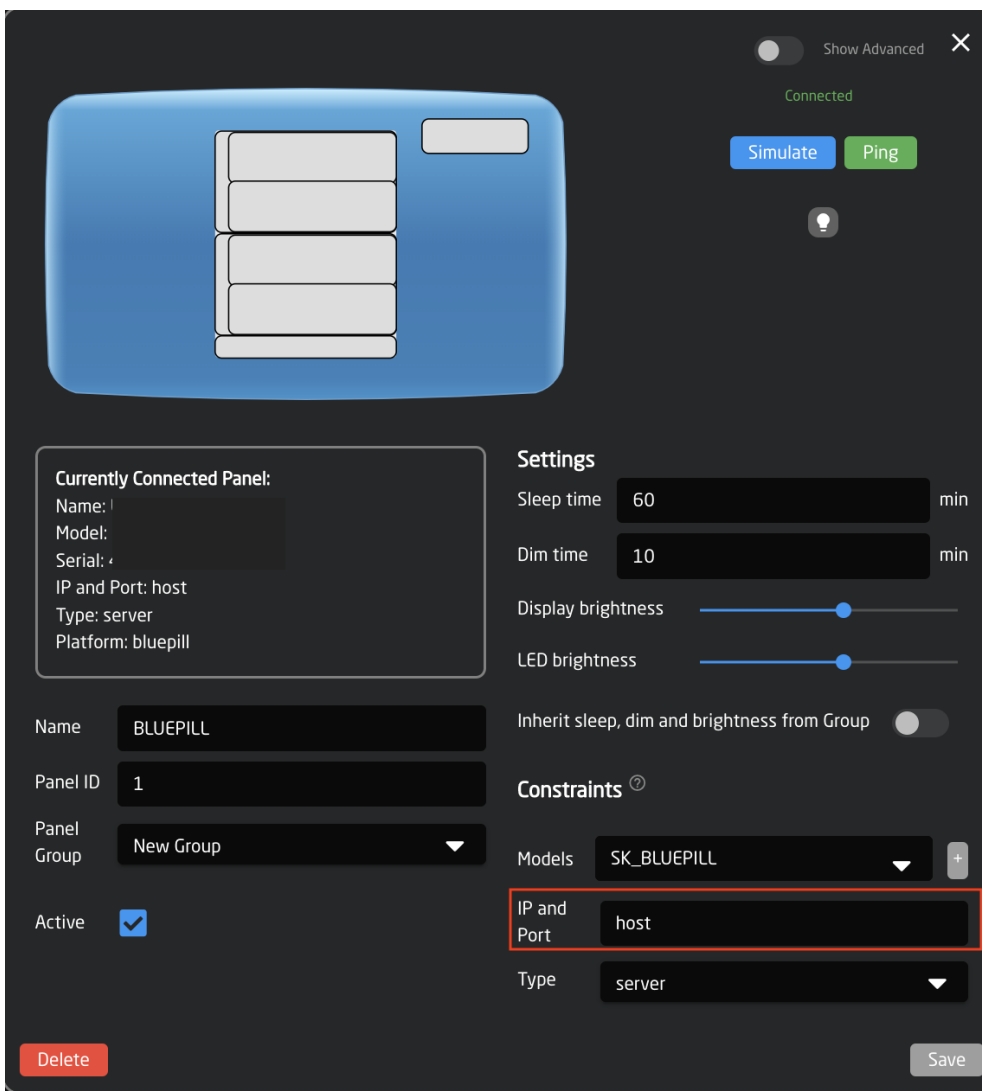 Show Advanced
Connected
Simulate
Ping
Currently Connected Panel:
Name:
Model:
Serial:
IP and Port: host
Type: server
Platform: bluepill
Name
BLUEPILL
Panel ID
1
Panel
Group
New Group
Active
Settings
Sleep time
60
min
Dim time
10
min
Display brightness
LED brightness
Inherit sleep, dim and brightness from Group
Constraints ?
Models
SK_BLUEPILL
+
IP and
Port
host
Type
server
Delete
Save